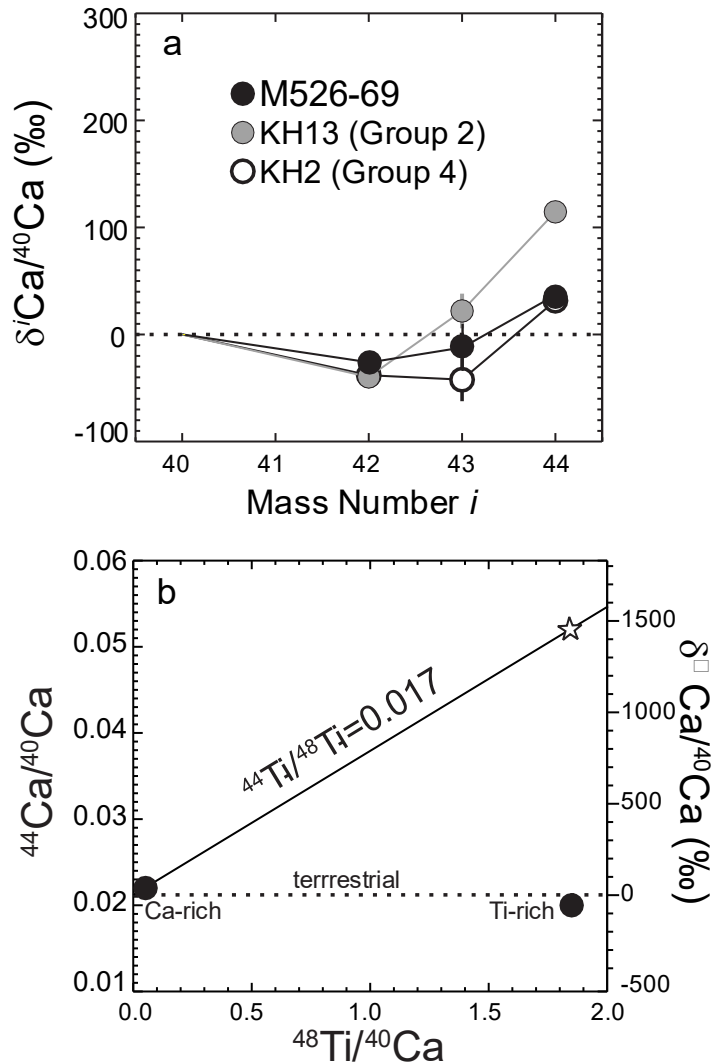 a
300
200
100
0
-100
δⁱCa/⁴⁰Ca (‰)
M526-69
KH13 (Group 2)
KH2 (Group 4)
40 41 42 43 44
Mass Number i
b
0.06
0.05
0.04
0.03
0.02
0.01
⁴⁴Ca/⁴⁰Ca
⁴⁴Ti/⁴⁸Ti=0.017
terrrestrial
Ca-rich
Ti-rich
1500
1000
500
0
-500
δ□Ca/⁴⁰Ca (‰)
0.0 0.5 1.0 1.5 2.0
⁴⁸Ti/⁴⁰Ca